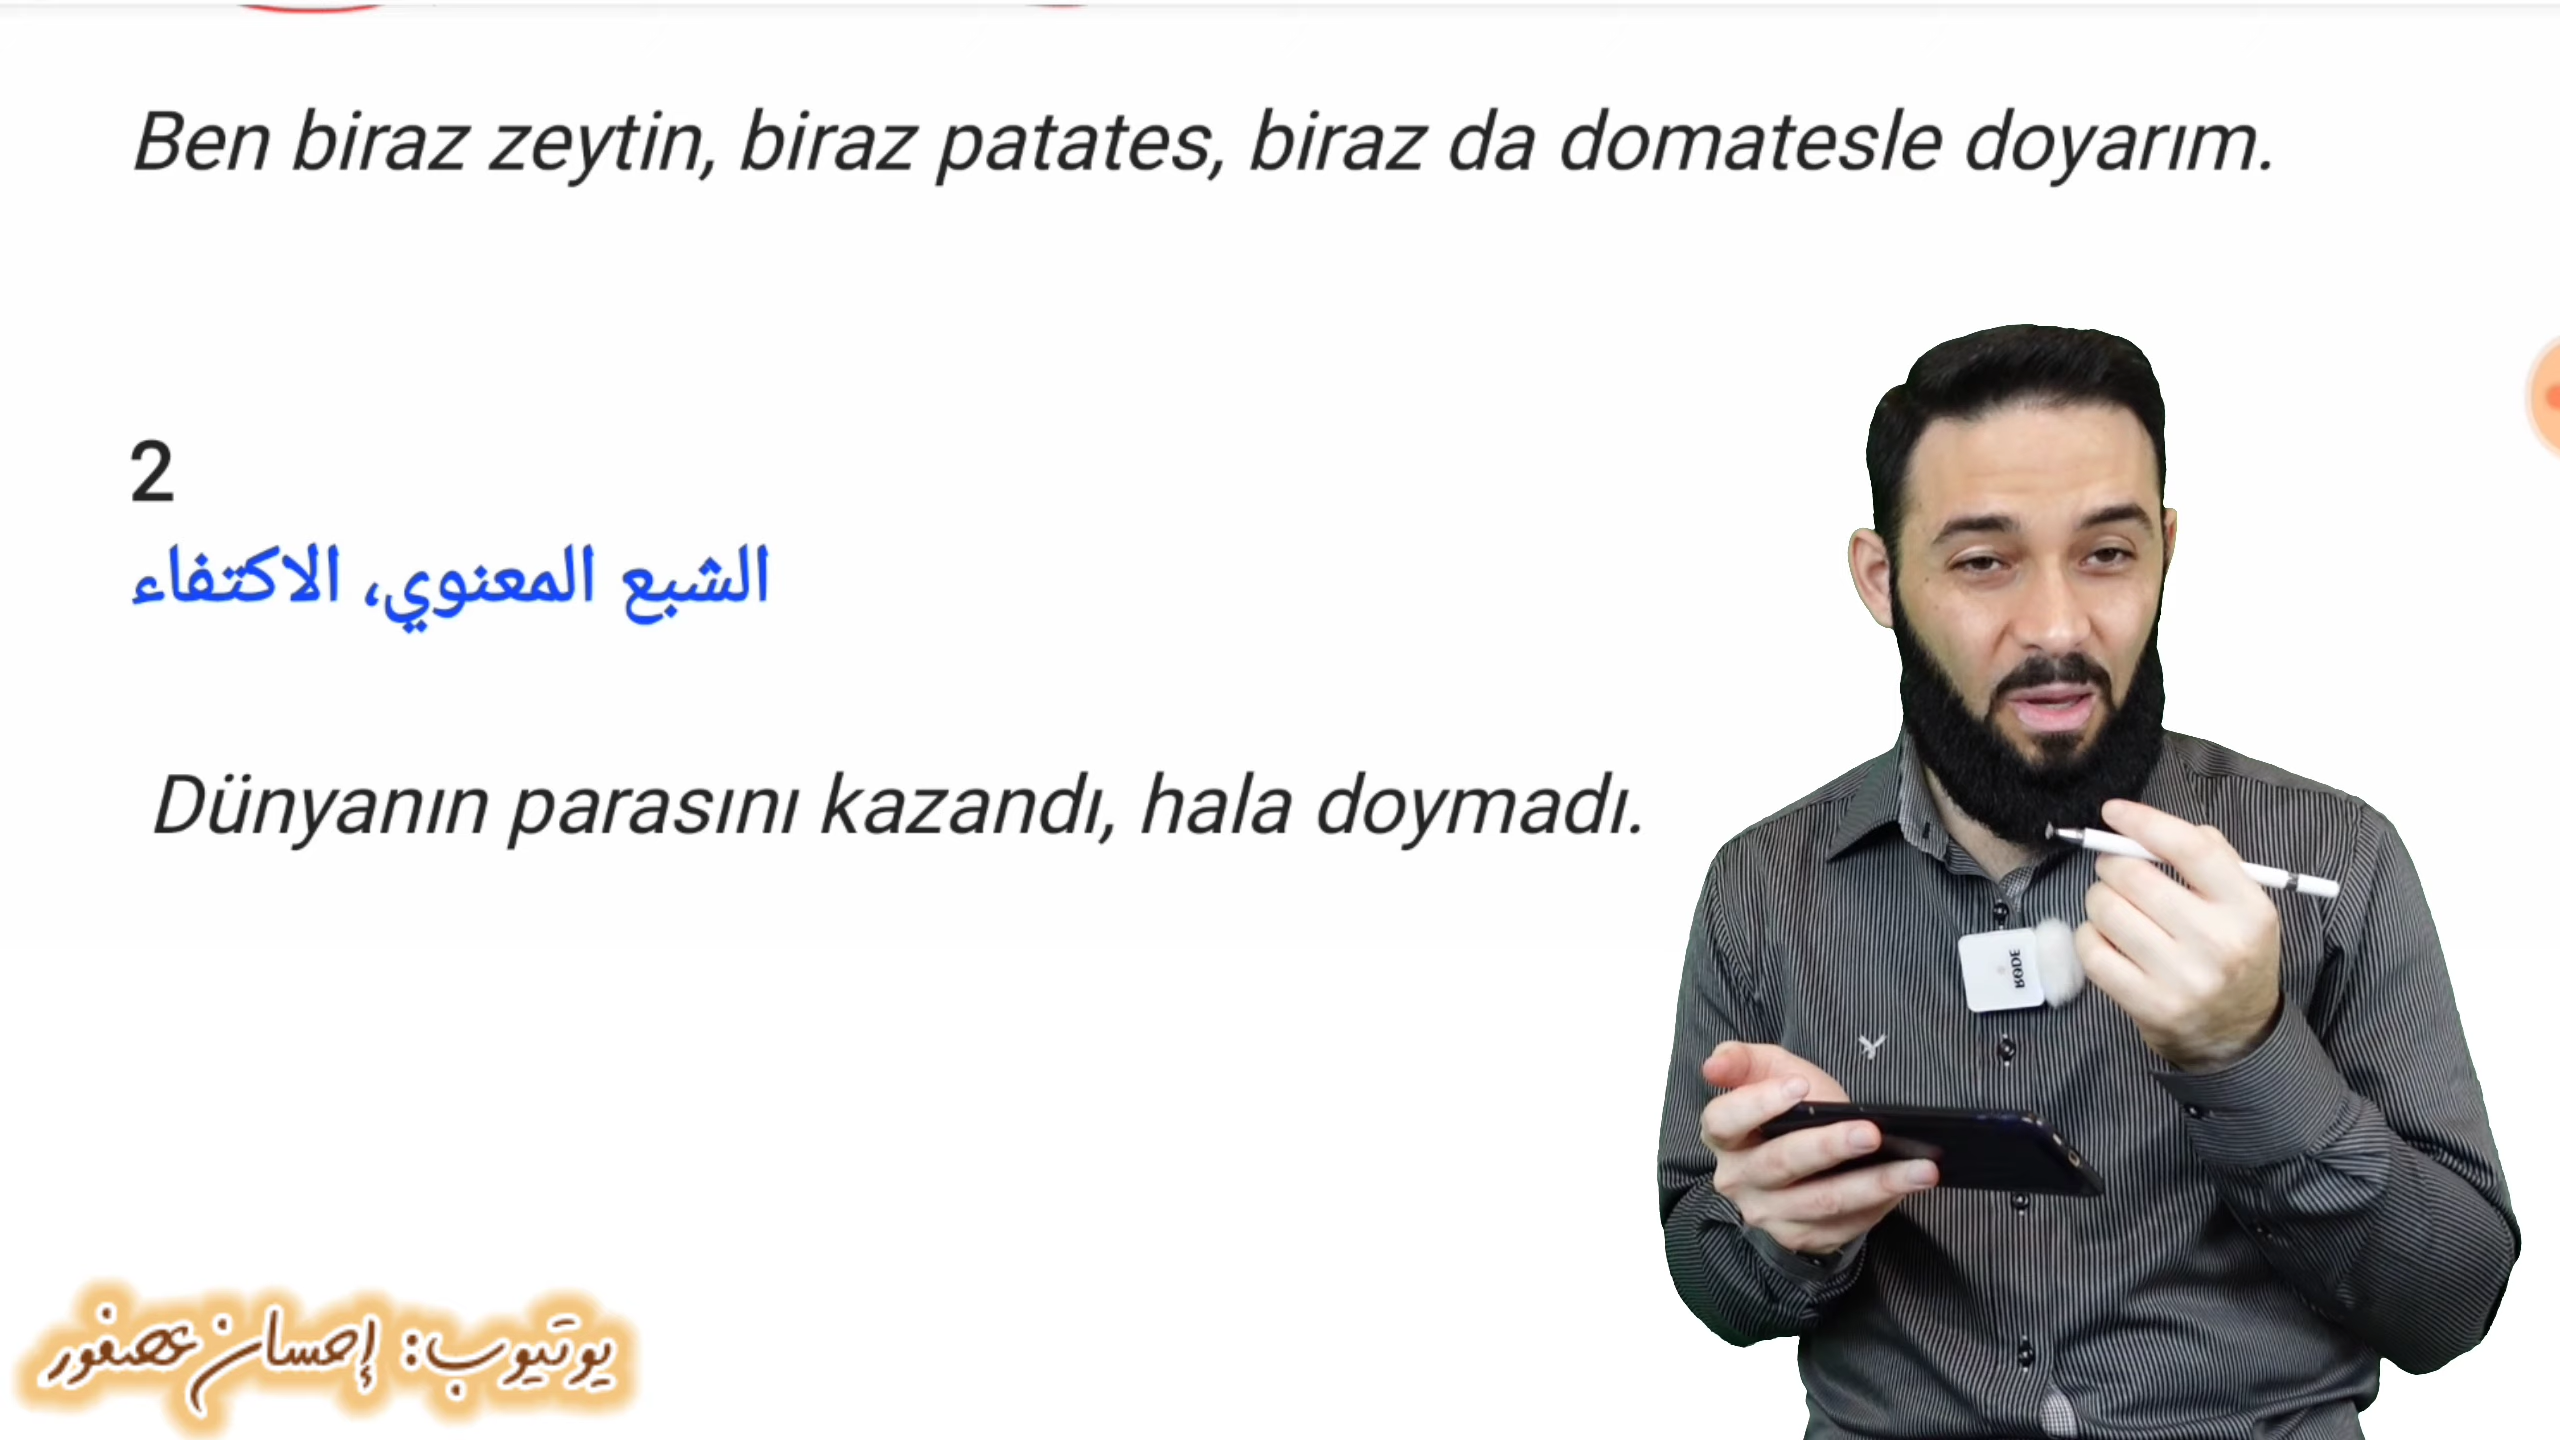 Ben biraz zeytin, biraz patates, biraz da domatesle doyarım.
2
الشبع المعنوي، الاكتفاء
Dünyanın parasını kazandı, hala doymadı.
RØDE
يوتيوب: إحسان عصفور